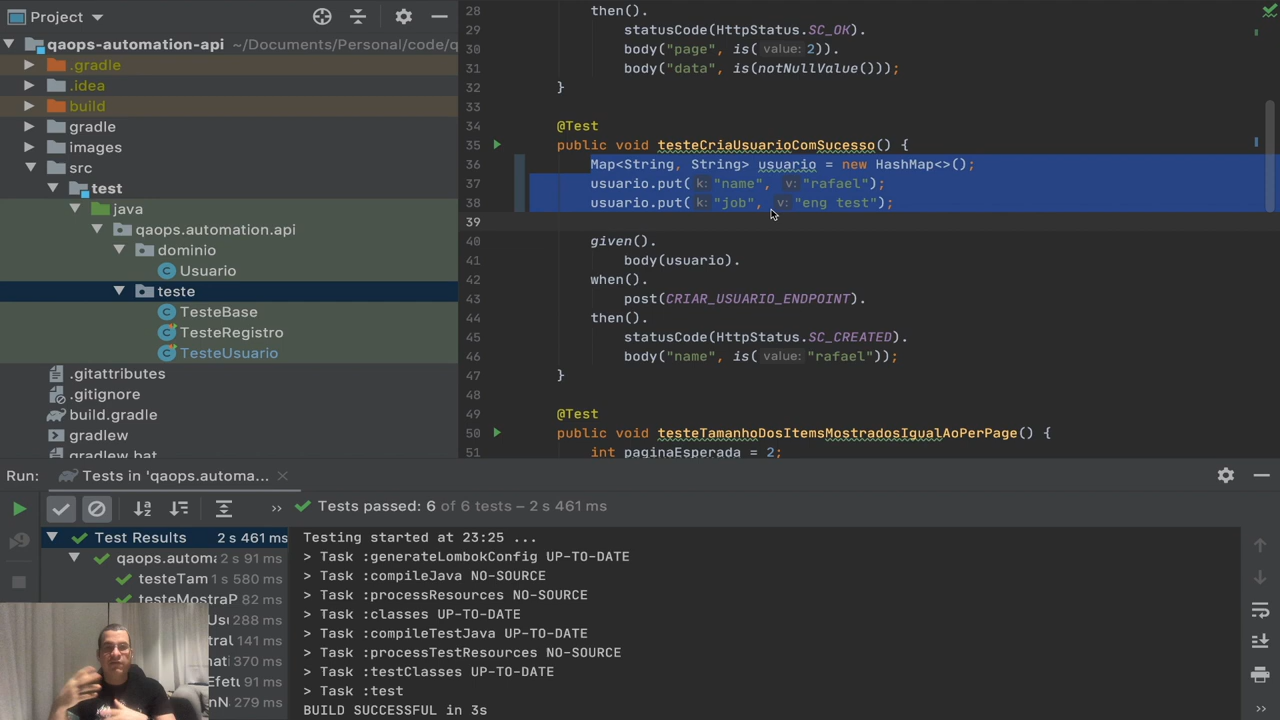 Project
qaops-automation-api ~/Documents/Personal/code/q
.gradle
.idea
build
gradle
images
src
test
java
qaops.automation.api
dominio
Usuario
teste
TesteBase
TesteRegistro
TesteUsuario
.gitattributes
.gitignore
build.gradle
gradlew
gradlew.bat
28 then().
29 statusCode(HttpStatus.SC_OK).
30 body("page", is( value: 2)).
31 body("data", is(notNullValue()));
32 }
33
34 @Test
35 public void testeCriaUsuarioComSucesso() {
36 Map<String, String> usuario = new HashMap<>();
37 usuario.put( k: "name", v: "rafael");
38 usuario.put( k: "job", v: "eng test");
39
40 given().
41 body(usuario).
42 when().
43 post(CRIAR_USUARIO_ENDPOINT).
44 then().
45 statusCode(HttpStatus.SC_CREATED).
46 body("name", is( value: "rafael"));
47 }
48
49 @Test
50 public void testeTamanhoDosItemsMostradosIgualAoPerPage() {
51 int paginaEsperada = 2;
Run: Tests in 'qaops.automa...
Tests passed: 6 of 6 tests – 2 s 461 ms
Test Results 2 s 461 ms
qaops.autom 2 s 91 ms
testeTam 1 s 580 ms
testeMostraP 82 ms
288 ms
tral 141 ms
nati 370 ms
Efetu 61 ms
nN 279 ms
Testing started at 23:25 ...
> Task :generateLombokConfig UP-TO-DATE
> Task :compileJava NO-SOURCE
> Task :processResources NO-SOURCE
> Task :classes UP-TO-DATE
> Task :compileTestJava UP-TO-DATE
> Task :processTestResources NO-SOURCE
> Task :testClasses UP-TO-DATE
> Task :test
BUILD SUCCESSFUL in 3s